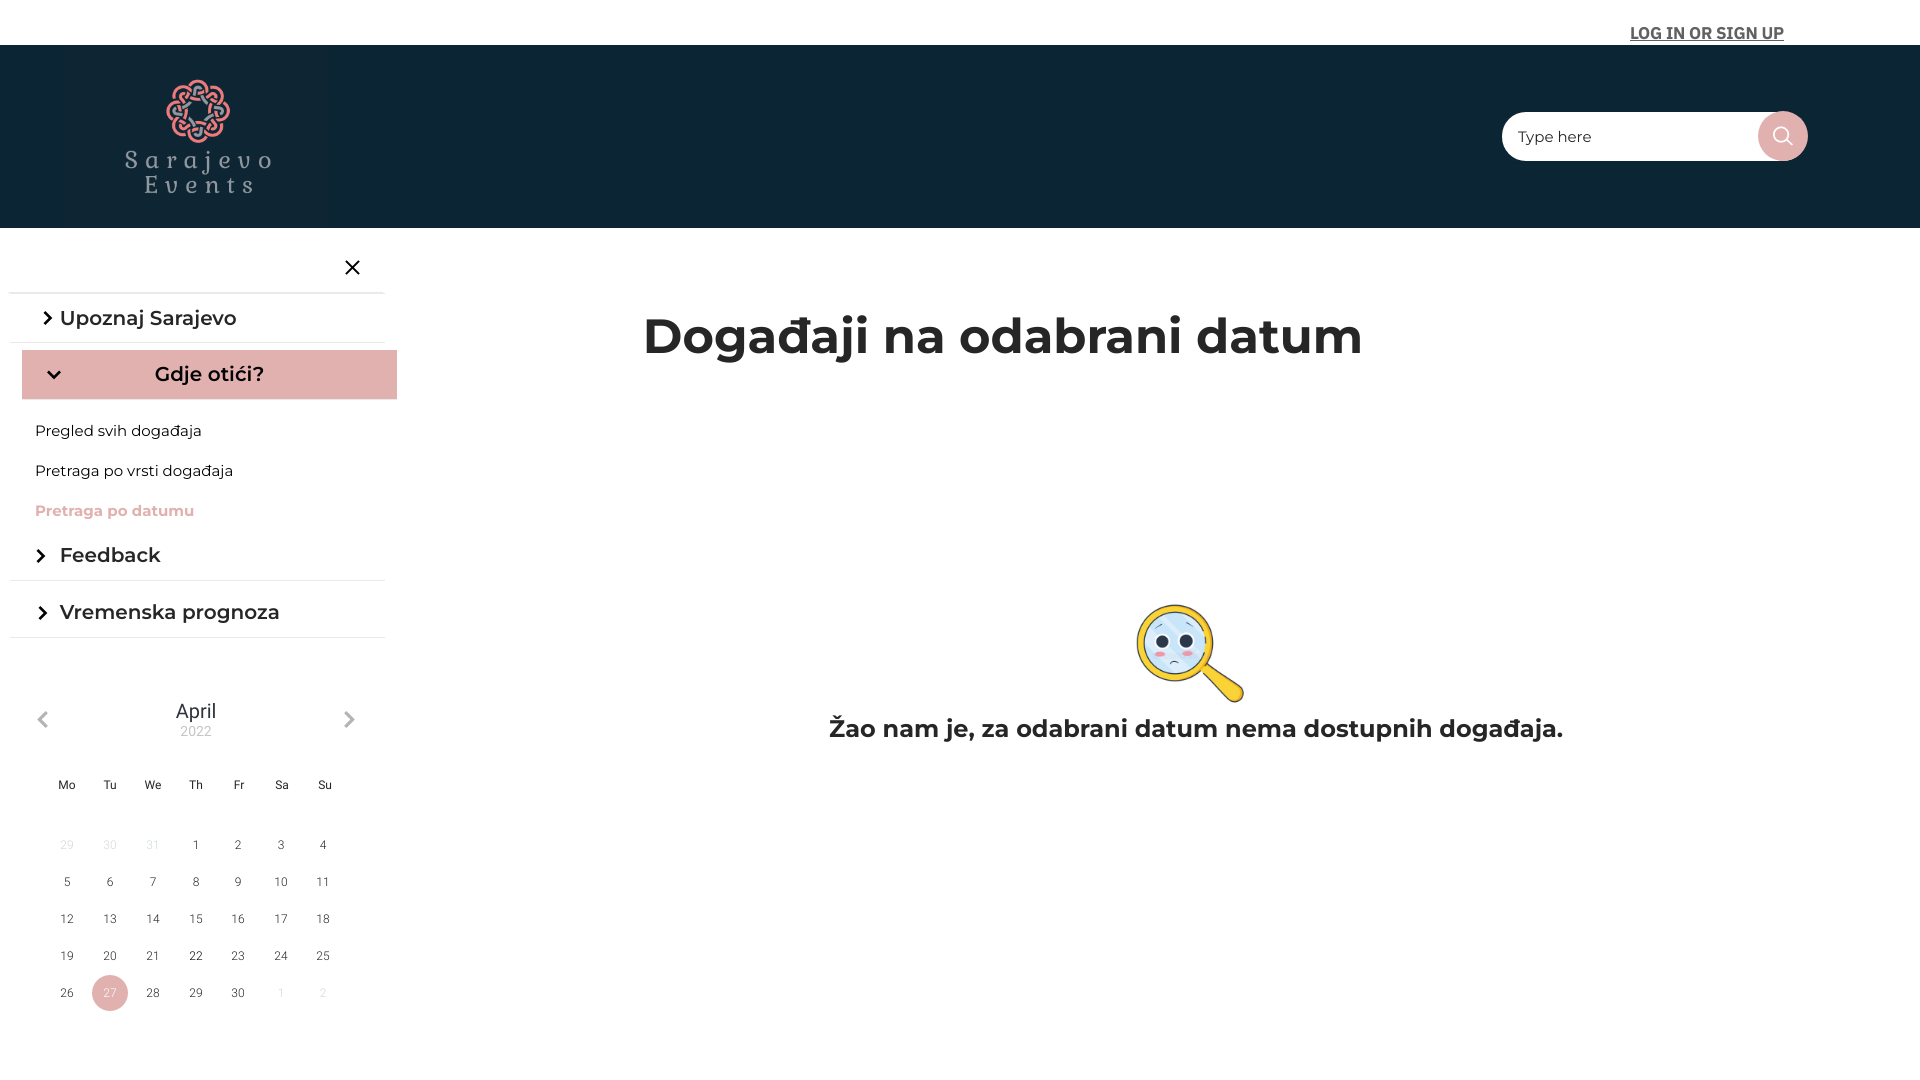 LOG IN OR SIGN UP
Sarajevo
Events
Type here
Upoznaj Sarajevo
Gdje otići?
Pregled svih događaja
Pretraga po vrsti događaja
Pretraga po datumu
Feedback
Vremenska prognoza
April
2022
Mo Tu We Th Fr Sa Su
29 30 31 1 2 3 4
5 6 7 8 9 10 11
12 13 14 15 16 17 18
19 20 21 22 23 24 25
26 27 28 29 30 1 2
Događaji na odabrani datum
Žao nam je, za odabrani datum nema dostupnih događaja.